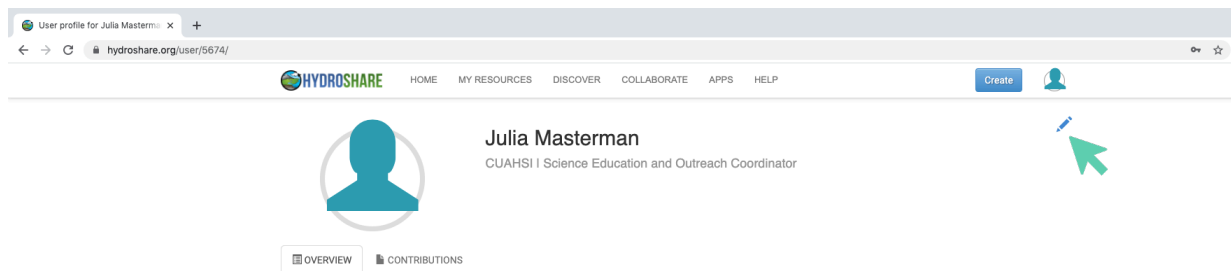 User profile for Julia Masterma
hydroshare.org/user/5674/
HYDROSHARE HOME MY RESOURCES DISCOVER COLLABORATE APPS HELP Create
Julia Masterman
CUAHSI | Science Education and Outreach Coordinator
OVERVIEW CONTRIBUTIONS